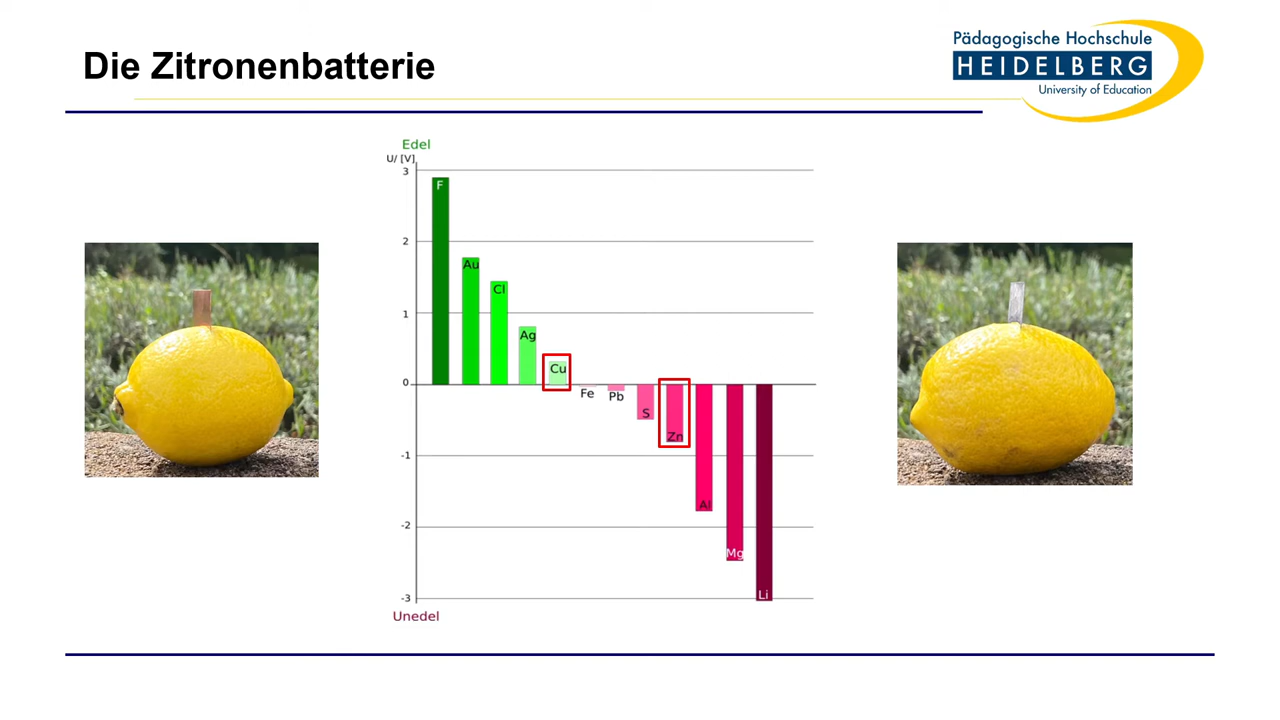 Die Zitronenbatterie
Pädagogische Hochschule
HEIDELBERG
University of Education
Edel
U/ [V]
3
2
1
0
-1
-2
-3
F
Au
Cl
Ag
Cu
Fe
Pb
S
Zn
Al
Mg
Li
Unedel